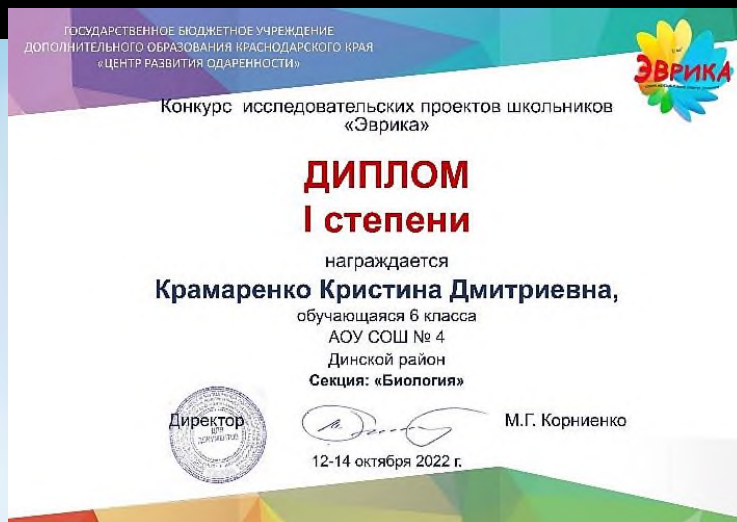 ГОСУДАРСТВЕННОЕ БЮДЖЕТНОЕ УЧРЕЖДЕНИЕ
ДОПОЛНИТЕЛЬНОГО ОБРАЗОВАНИЯ КРАСНОДАРСКОГО КРАЯ
«ЦЕНТР РАЗВИТИЯ ОДАРЕННОСТИ»
ЭВРИКА
Конкурс исследовательских проектов школьников
«Эврика»
ДИПЛОМ
I степени
награждается
Крамаренко Кристина Дмитриевна,
обучающаяся 6 класса
АОУ СОШ № 4
Динской район
Секция: «Биология»
Директор
М.Г. Корниенко
ДЛЯ
ДОКУМЕНТОВ
12-14 октября 2022 г.